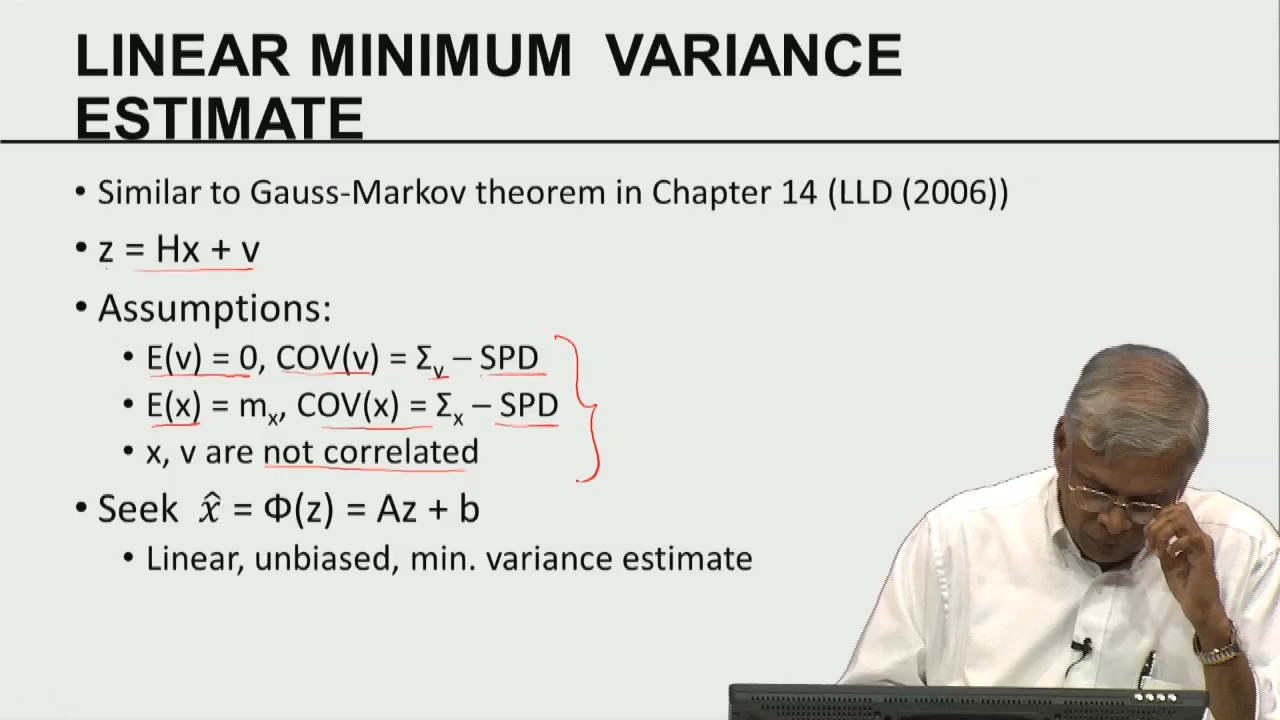 LINEAR MINIMUM VARIANCE
ESTIMATE
• Similar to Gauss-Markov theorem in Chapter 14 (LLD (2006))
• z = Hx + v
• Assumptions:
• E(v) = 0, COV(v) = Σᵥ – SPD
• E(x) = mₓ, COV(x) = Σₓ – SPD
• x, v are not correlated
• Seek x̂ = Φ(z) = Az + b
• Linear, unbiased, min. variance estimate